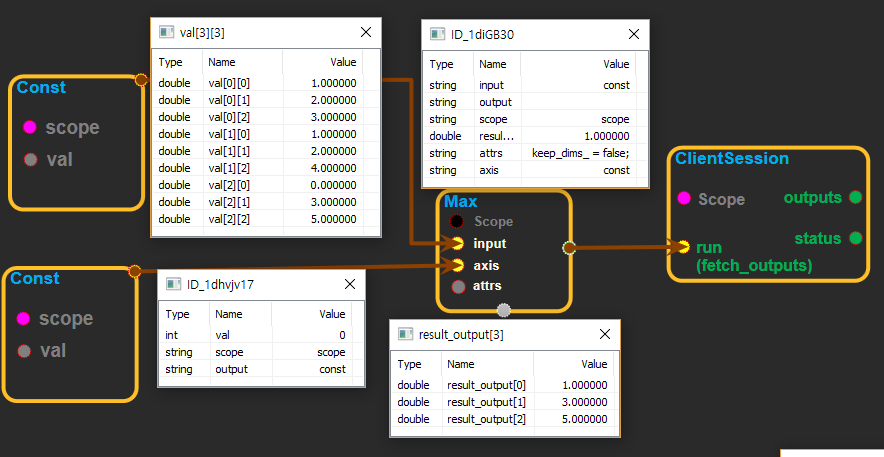 Const
scope
val
val[3][3]
Type Name Value
double val[0][0] 1.000000
double val[0][1] 2.000000
double val[0][2] 3.000000
double val[1][0] 1.000000
double val[1][1] 2.000000
double val[1][2] 4.000000
double val[2][0] 0.000000
double val[2][1] 3.000000
double val[2][2] 5.000000
ID_1diGB30
Type Name Value
string input const
string output
string scope scope
double resul... 1.000000
string attrs keep_dims_ = false;
string axis const
Max
Scope
input
axis
attrs
ClientSession
Scope outputs
status
run
(fetch_outputs)
Const
scope
val
ID_1dhvjv17
Type Name Value
int val 0
string scope scope
string output const
result_output[3]
Type Name Value
double result_output[0] 1.000000
double result_output[1] 3.000000
double result_output[2] 5.000000